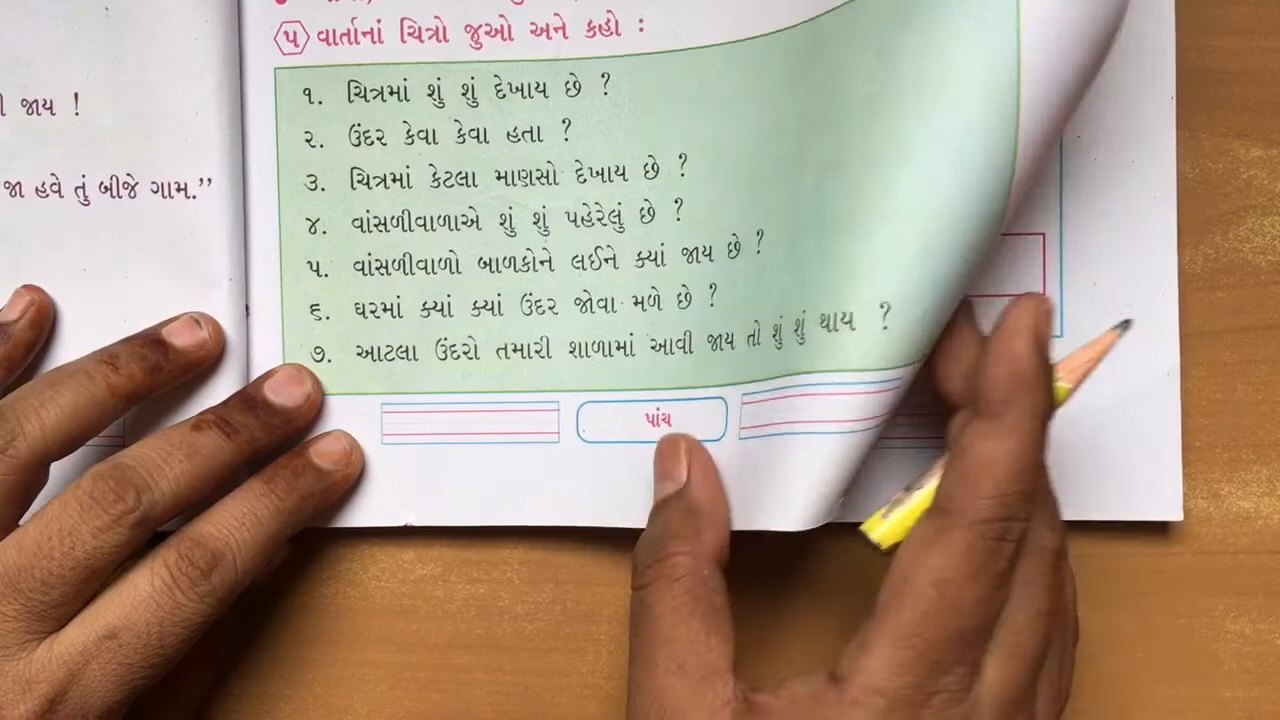 ી જાય !
જા હવે તું બીજે ગામ.”
૫ વાર્તાનાં ચિત્રો જુઓ અને કહો :
૧. ચિત્રમાં શું શું દેખાય છે ?
૨. ઉંદર કેવા કેવા હતા ?
૩. ચિત્રમાં કેટલા માણસો દેખાય છે ?
૪. વાંસળીવાળાએ શું શું પહેરેલું છે ?
૫. વાંસળીવાળો બાળકોને લઈને ક્યાં જાય છે ?
૬. ઘરમાં ક્યાં ક્યાં ઉંદર જોવા મળે છે ?
૭. આટલા ઉંદરો તમારી શાળામાં આવી જાય તો શું શું થાય ?
પાંચ